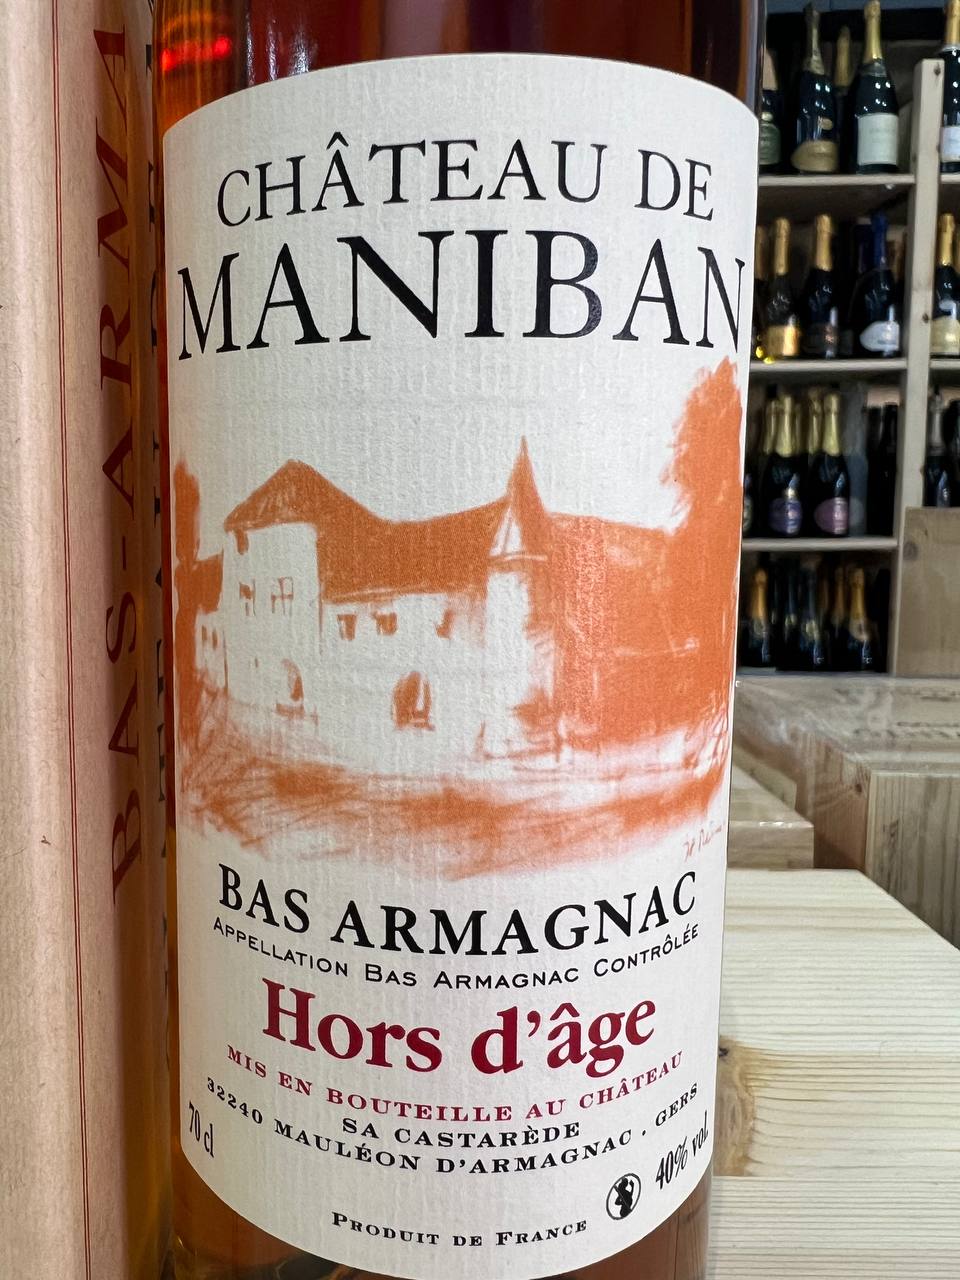 CHÂTEAU DE
MANIBAN
BAS ARMAGNAC
APPELLATION BAS ARMAGNAC CONTRÔLÉE
Hors d'âge
MIS EN BOUTEILLE AU CHÂTEAU
SA CASTARÈDE
32240 MAULÉON D'ARMAGNAC . GERS
70 cl
40% vol.
PRODUIT DE FRANCE
BAS-ARMA